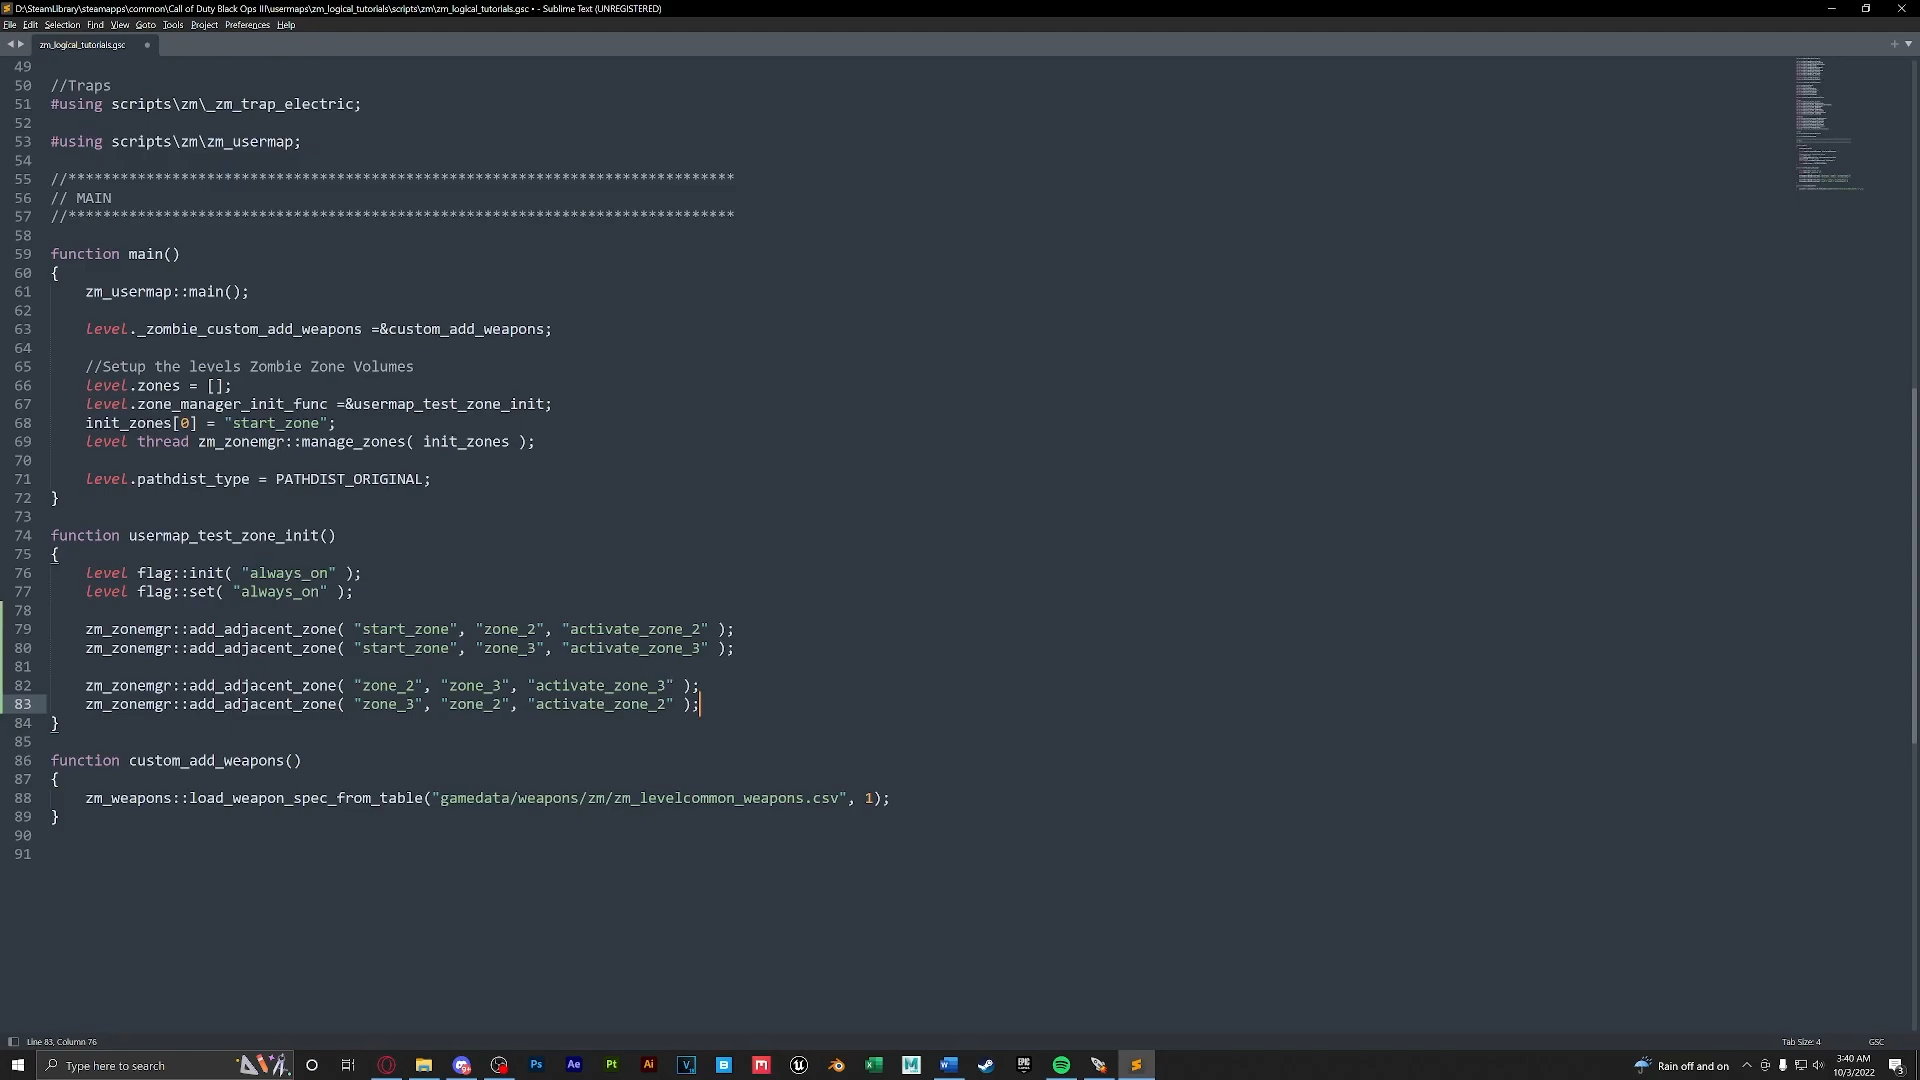 D:\SteamLibrary\steamapps\common\Call of Duty Black Ops III\usermaps\zm_logical_tutorials\scripts\zm\zm_logical_tutorials.gsc • - Sublime Text (UNREGISTERED)
File Edit Selection Find View Goto Tools Project Preferences Help
zm_logical_tutorials.gsc
49
50 //Traps
51 #using scripts\zm\_zm_trap_electric;
52
53 #using scripts\zm\zm_usermap;
54
55 //*****************************************************************************
56 // MAIN
57 //*****************************************************************************
58
59 function main()
60 {
61 zm_usermap::main();
62
63 level._zombie_custom_add_weapons =&custom_add_weapons;
64
65 //Setup the levels Zombie Zone Volumes
66 level.zones = [];
67 level.zone_manager_init_func =&usermap_test_zone_init;
68 init_zones[0] = "start_zone";
69 level thread zm_zonemgr::manage_zones( init_zones );
70
71 level.pathdist_type = PATHDIST_ORIGINAL;
72 }
73
74 function usermap_test_zone_init()
75 {
76 level flag::init( "always_on" );
77 level flag::set( "always_on" );
78
79 zm_zonemgr::add_adjacent_zone( "start_zone", "zone_2", "activate_zone_2" );
80 zm_zonemgr::add_adjacent_zone( "start_zone", "zone_3", "activate_zone_3" );
81
82 zm_zonemgr::add_adjacent_zone( "zone_2", "zone_3", "activate_zone_3" );
83 zm_zonemgr::add_adjacent_zone( "zone_3", "zone_2", "activate_zone_2" );
84 }
85
86 function custom_add_weapons()
87 {
88 zm_weapons::load_weapon_spec_from_table("gamedata/weapons/zm/zm_levelcommon_weapons.csv", 1);
89 }
90
91
Line 83, Column 76 Tab Size: 4 GSC
Type here to search Ps Ae Pt Ai Rain off and on 3:40 AM
10/3/2022